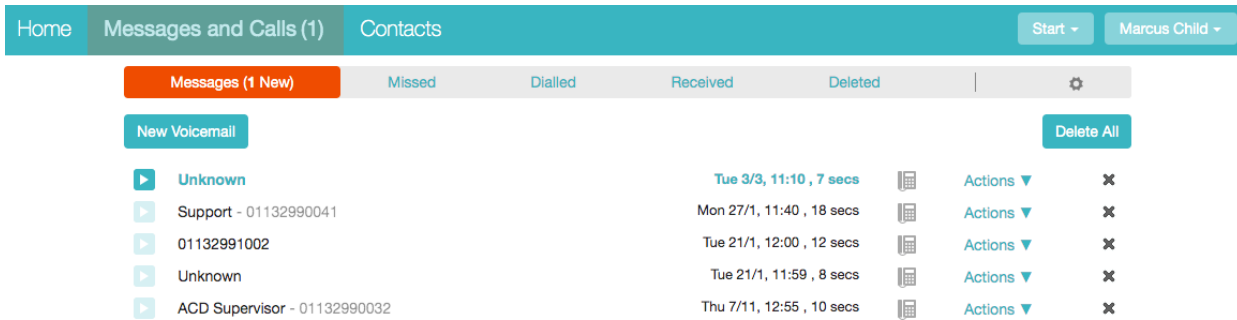 Home Messages and Calls (1) Contacts Start Marcus Child
Messages (1 New) Missed Dialled Received Deleted
New Voicemail Delete All
Unknown Tue 3/3, 11:10 , 7 secs Actions ▼
Support - 01132990041 Mon 27/1, 11:40 , 18 secs Actions ▼
01132991002 Tue 21/1, 12:00 , 12 secs Actions ▼
Unknown Tue 21/1, 11:59 , 8 secs Actions ▼
ACD Supervisor - 01132990032 Thu 7/11, 12:55 , 10 secs Actions ▼